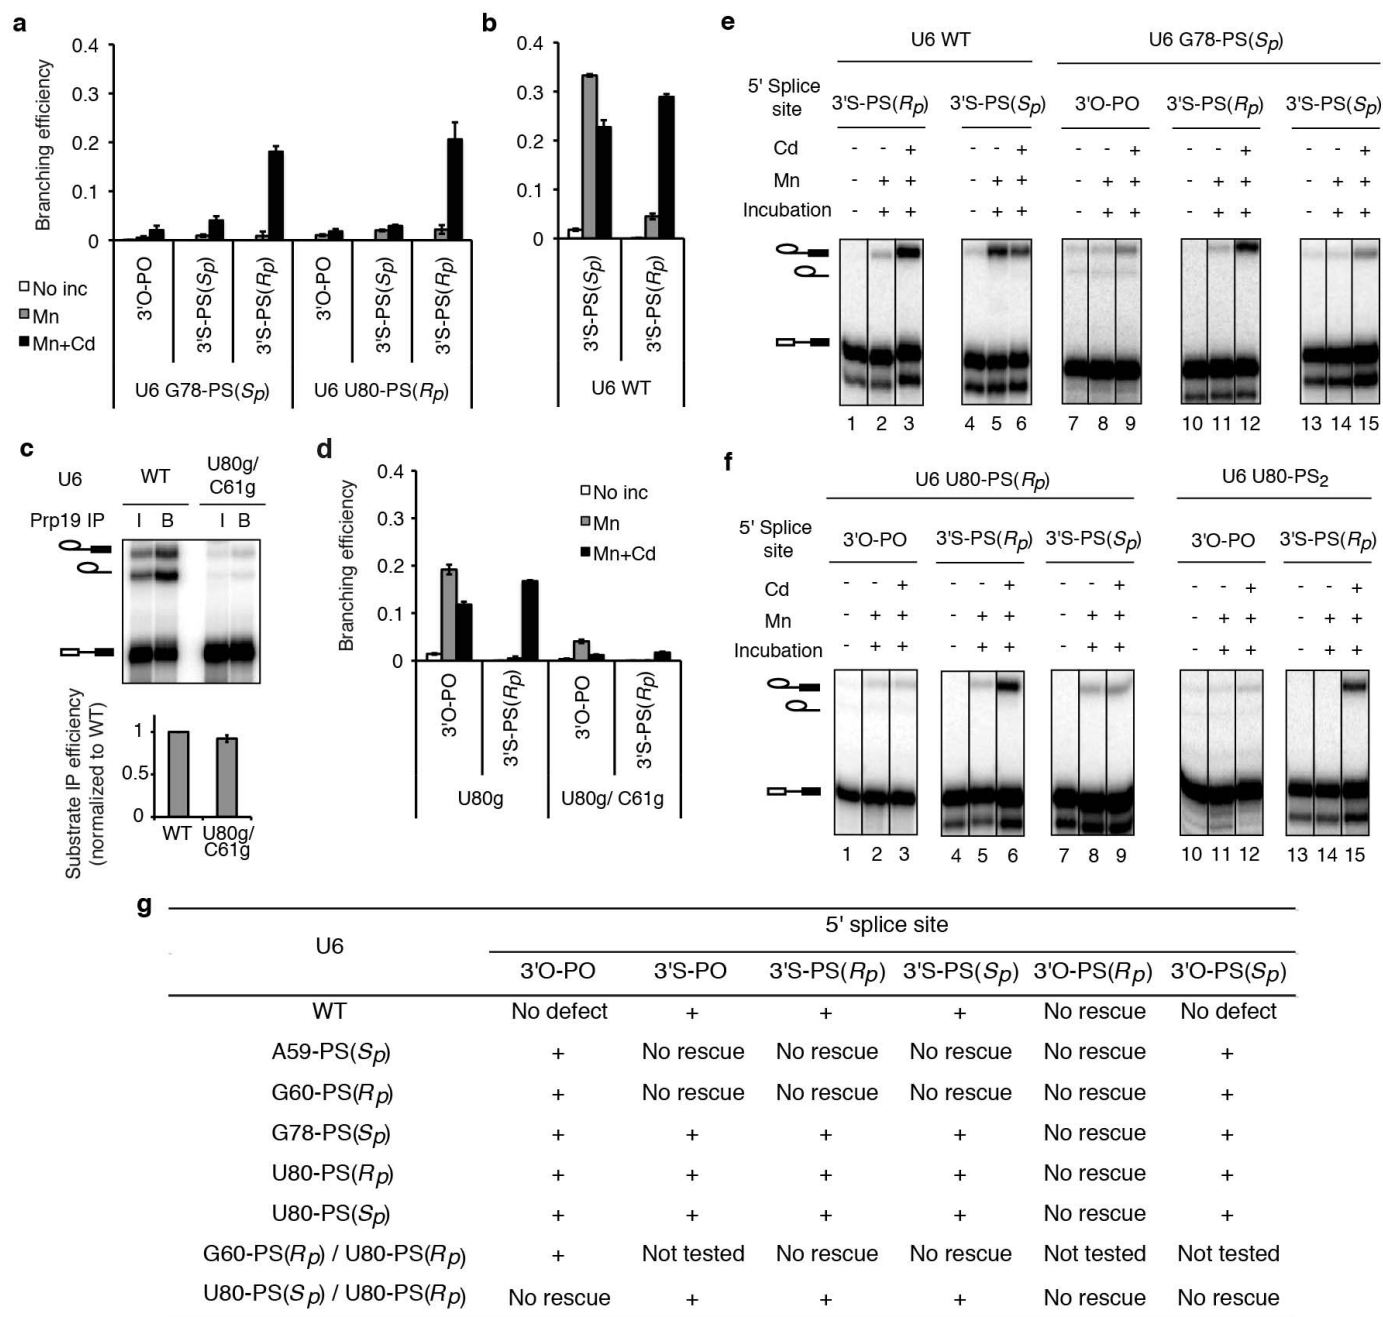 a
Branching efficiency
0.4
0.3
0.2
0.1
0
No inc
Mn
Mn+Cd
3'O-PO
3'S-PS(Sp)
3'S-PS(Rp)
3'O-PO
3'S-PS(Sp)
3'S-PS(Rp)
U6 G78-PS(Sp)
U6 U80-PS(Rp)
b
0.4
0.3
0.2
0.1
0
3'S-PS(Sp)
3'S-PS(Rp)
U6 WT
c
U6
WT
U80g/
C61g
Prp19 IP
I B I B
Substrate IP efficiency
(normalized to WT)
1
0.5
0
WT
U80g/
C61g
d
Branching efficiency
0.4
0.3
0.2
0.1
0
No inc
Mn
Mn+Cd
3'O-PO
3'S-PS(Rp)
3'O-PO
3'S-PS(Rp)
U80g
U80g/ C61g
e
U6 WT
U6 G78-PS(Sp)
5' Splice
site
3'S-PS(Rp) 3'S-PS(Sp) 3'O-PO 3'S-PS(Rp) 3'S-PS(Sp)
Cd - - + - - + - - + - - + - - +
Mn - + + - + + - + + - + + - + +
Incubation - + + - + + - + + - + + - + +
1 2 3 4 5 6 7 8 9 10 11 12 13 14 15
f
U6 U80-PS(Rp)
U6 U80-PS2
5' Splice
site
3'O-PO 3'S-PS(Rp) 3'S-PS(Sp) 3'O-PO 3'S-PS(Rp)
Cd - - + - - + - - + - - + - - +
Mn - + + - + + - + + - + + - + +
Incubation - + + - + + - + + - + + - + +
1 2 3 4 5 6 7 8 9 10 11 12 13 14 15
g
U6
5' splice site
3'O-PO 3'S-PO 3'S-PS(Rp) 3'S-PS(Sp) 3'O-PS(Rp) 3'O-PS(Sp)
WT No defect + + + No rescue No defect
A59-PS(Sp) + No rescue No rescue No rescue No rescue +
G60-PS(Rp) + No rescue No rescue No rescue No rescue +
G78-PS(Sp) + + + + No rescue +
U80-PS(Rp) + + + + No rescue +
U80-PS(Sp) + + + + No rescue +
G60-PS(Rp) / U80-PS(Rp) + Not tested No rescue No rescue Not tested Not tested
U80-PS(Sp) / U80-PS(Rp) No rescue + + + No rescue No rescue